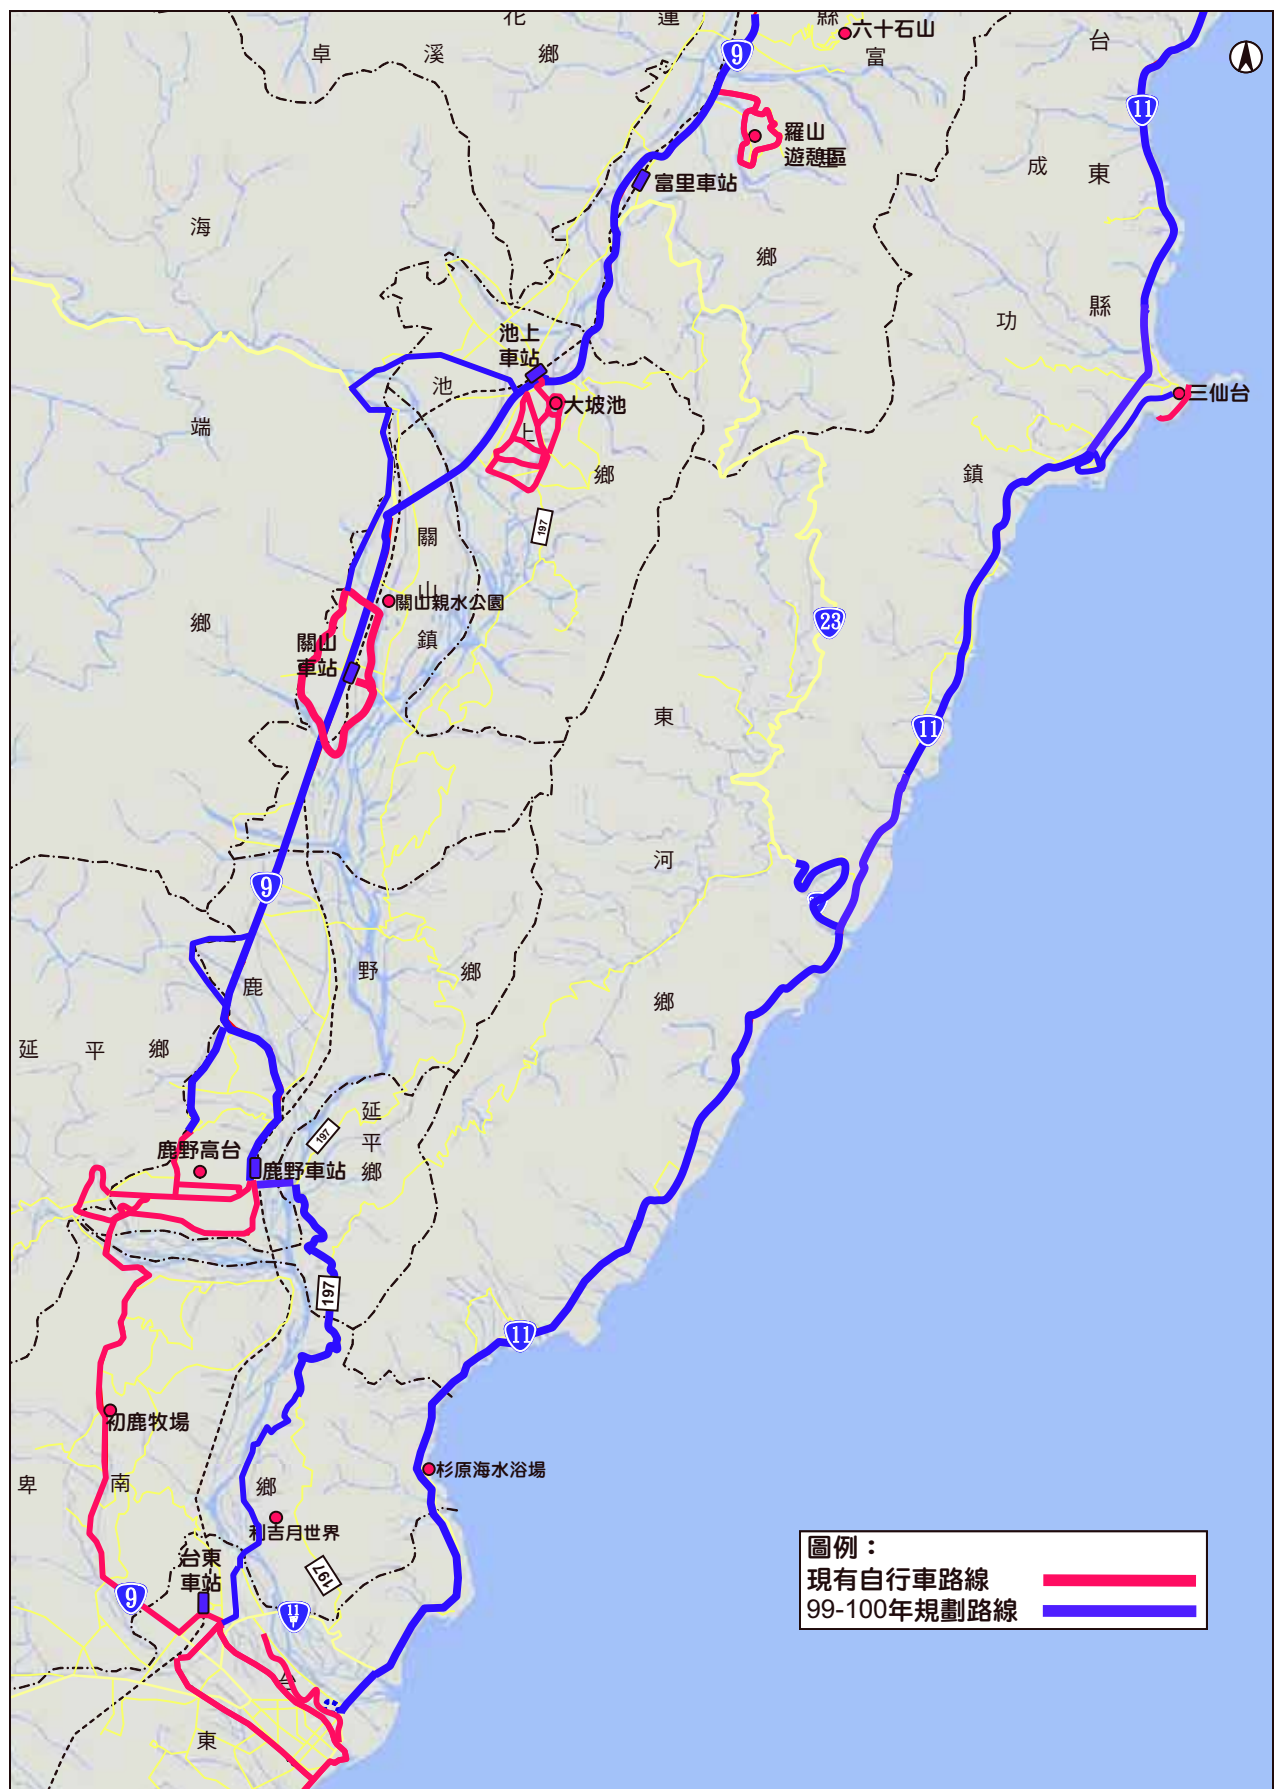 花 蓮 縣
卓 溪 鄉
9
六十石山
富
台
11
羅山
遊憩區
里
成
東
富里車站
海
鄉
縣
功
池上
車站
池
三仙台
大坡池
端
上
鄉
鎮
197
關
山
關山親水公園
鄉
23
關山
車站
鎮
東
11
河
9
鹿
野
鄉
鄉
延 平 鄉
延
平
鄉
197
鹿野高台
鹿野車站
197
11
初鹿牧場
杉原海水浴場
卑
南
鄉
利吉月世界
台東
車站
197
9
11
甲
台
東
圖例：
現有自行車路線
99-100年規劃路線